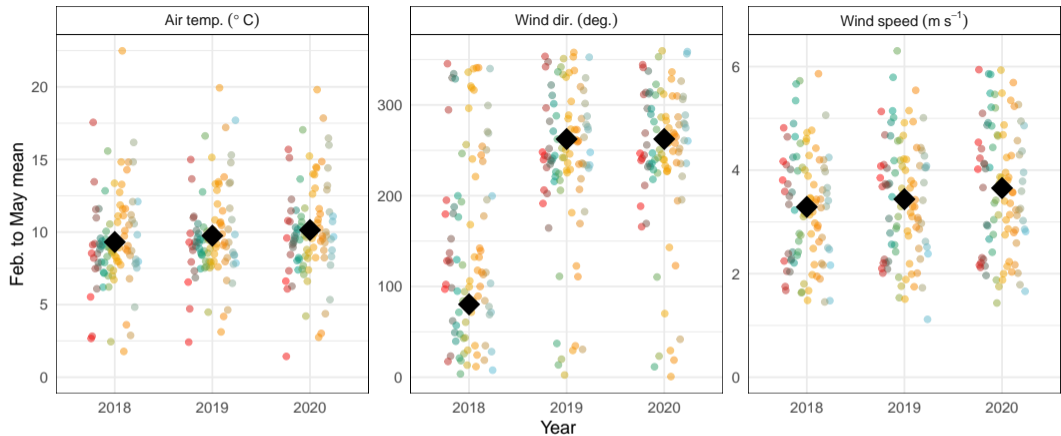 Air temp. (° C)
Wind dir. (deg.)
Wind speed (m s⁻¹)
Feb. to May mean
20
15
10
5
0
300
200
100
0
6
4
2
0
2018 2019 2020
2018 2019 2020
2018 2019 2020
Year